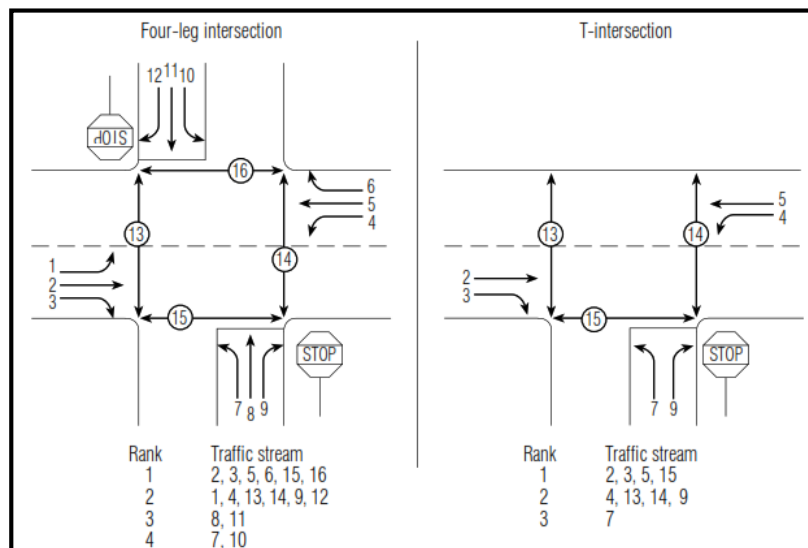 Four-leg intersection
12 11 10
STOP
16
6
5
4
13
14
1
2
3
15
STOP
7 8 9
Rank Traffic stream
1 2, 3, 5, 6, 15, 16
2 1, 4, 13, 14, 9, 12
3 8, 11
4 7, 10
T-intersection
5
4
13
14
2
3
15
STOP
7 9
Rank Traffic stream
1 2, 3, 5, 15
2 4, 13, 14, 9
3 7